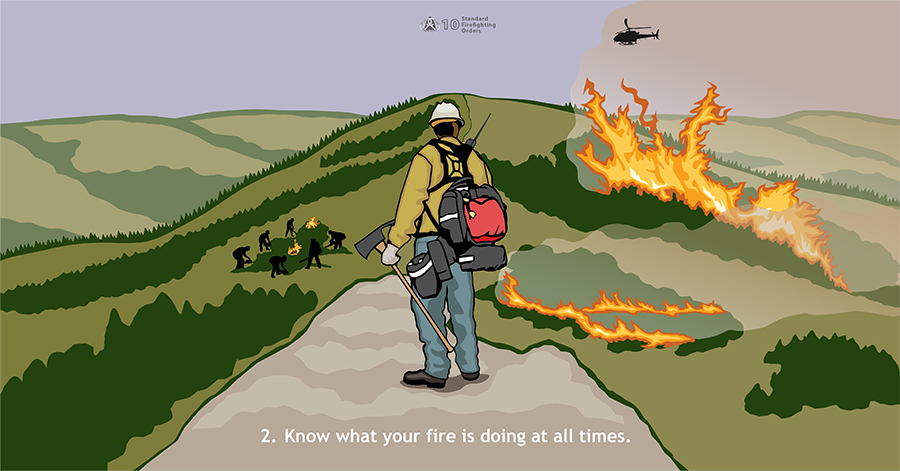 10 Standard
Firefighting
Orders
2. Know what your fire is doing at all times.